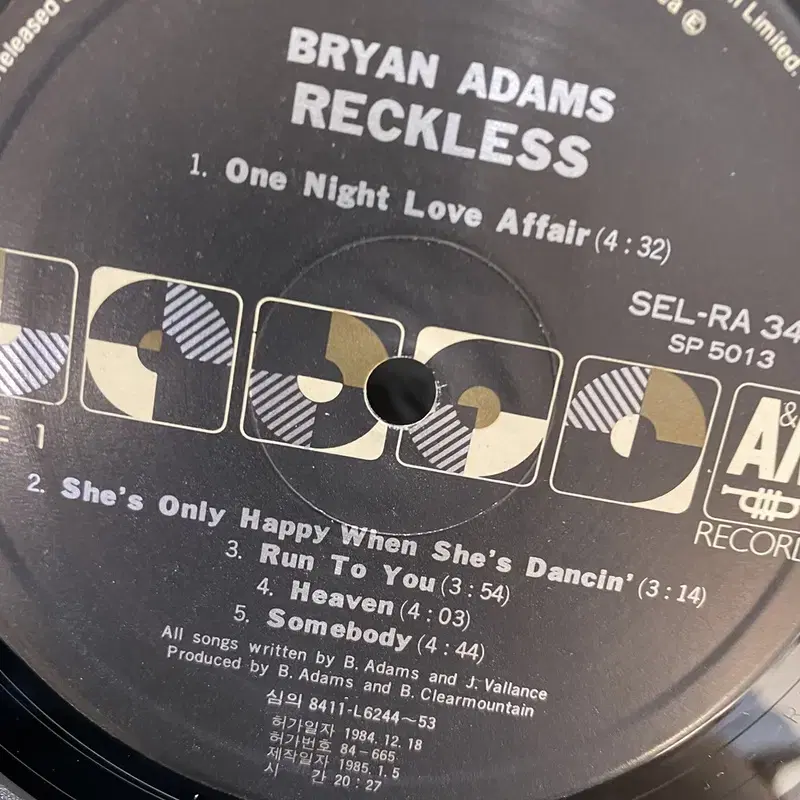 released
Limited.
BRYAN ADAMS
RECKLESS
1. One Night Love Affair (4 : 32)
SEL-RA 34
SP 5013
1
&
RECORD
2. She's Only Happy When She's Dancin' (3 : 14)
3. Run To You (3 : 54)
4. Heaven (4 : 03)
5. Somebody (4 : 44)
All songs written by B. Adams and J. Vallance
Produced by B. Adams and B. Clearmountain
심의 8411-L6244~53
허가일자 1984. 12. 18
허가번호 84-665
제작일자 1985. 1. 5
시 간 20 : 27